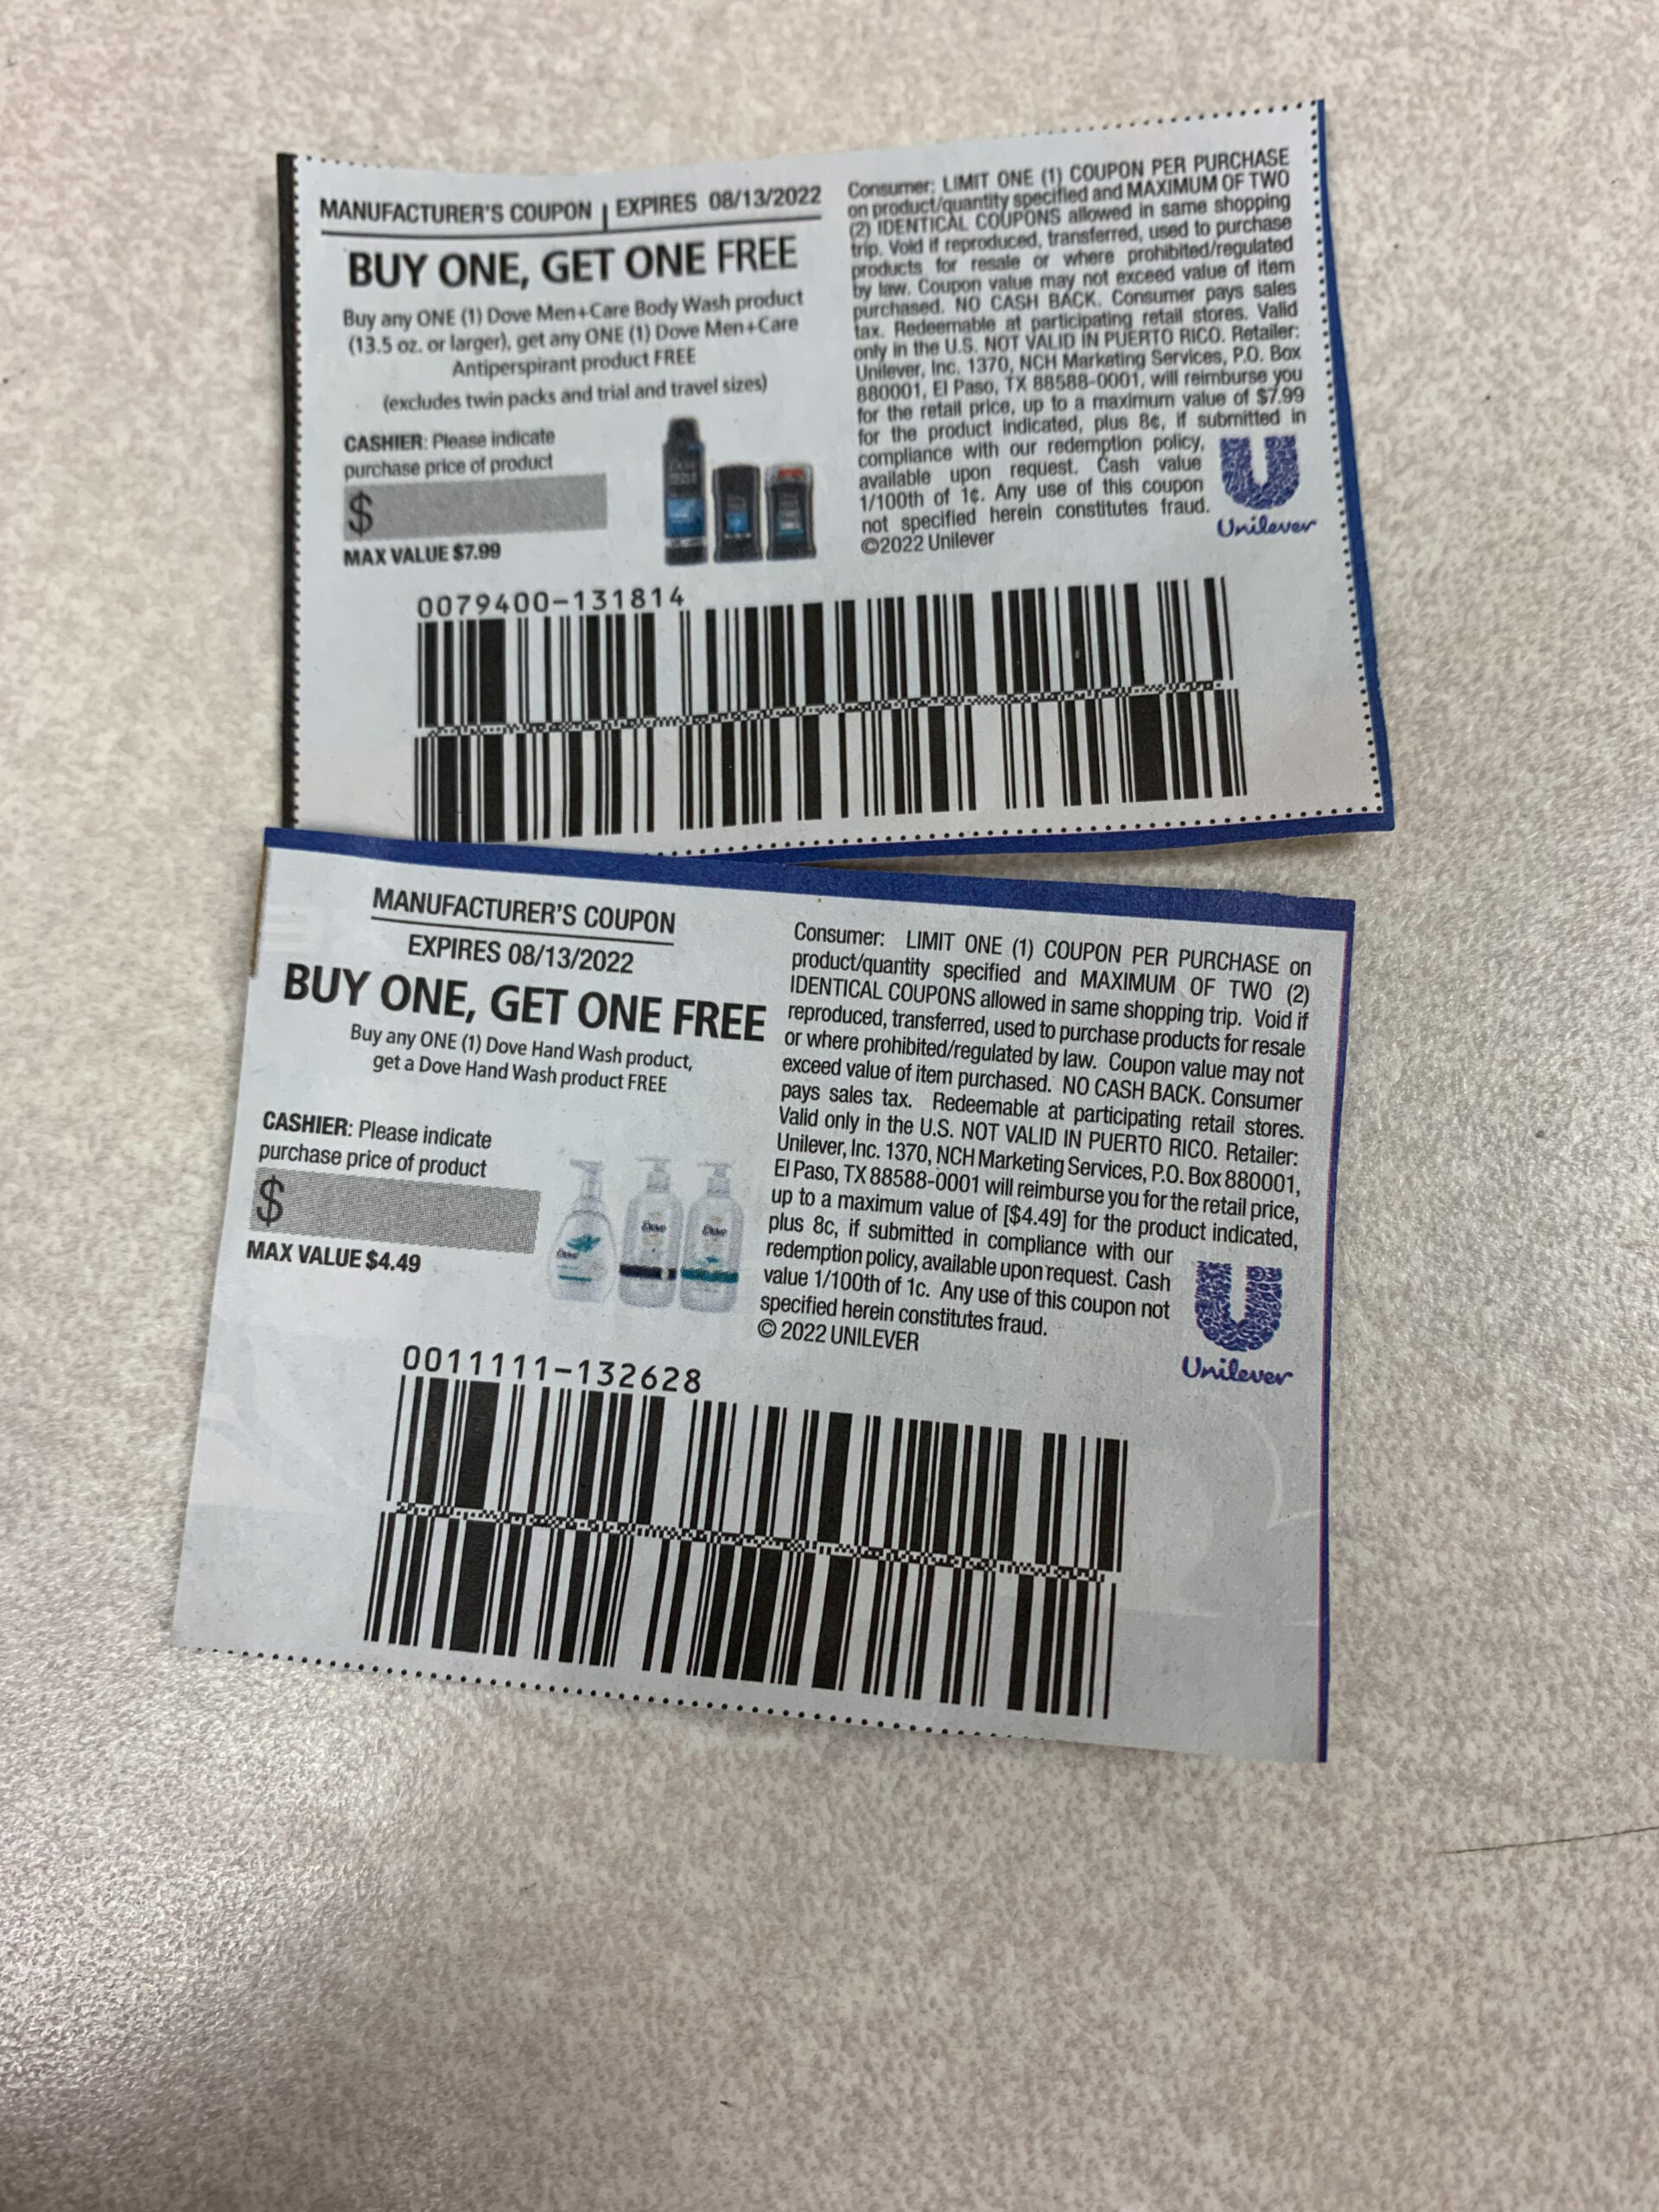 MANUFACTURER'S COUPON | EXPIRES 08/13/2022
BUY ONE, GET ONE FREE
Buy any ONE (1) Dove Men+Care Body Wash product
(13.5 oz. or larger), get any ONE (1) Dove Men+Care
Antiperspirant product FREE
(excludes twin packs and trial and travel sizes)
CASHIER: Please indicate
purchase price of product
$
MAX VALUE $7.99
Consumer: LIMIT ONE (1) COUPON PER PURCHASE
on product/quantity specified and MAXIMUM OF TWO
(2) IDENTICAL COUPONS allowed in same shopping
trip. Void if reproduced, transferred, used to purchase
products for resale or where prohibited/regulated
by law. Coupon value may not exceed value of item
purchased. NO CASH BACK. Consumer pays sales
tax. Redeemable at participating retail stores. Valid
only in the U.S. NOT VALID IN PUERTO RICO. Retailer:
Unilever, Inc. 1370, NCH Marketing Services, P.O. Box
880001, El Paso, TX 88588-0001, will reimburse you
for the retail price, up to a maximum value of $7.99
for the product indicated, plus 8¢, if submitted in
compliance with our redemption policy,
available upon request. Cash value
1/100th of 1¢. Any use of this coupon
not specified herein constitutes fraud.
©2022 Unilever
Unilever
0079400-131814
MANUFACTURER'S COUPON
EXPIRES 08/13/2022
BUY ONE, GET ONE FREE
Buy any ONE (1) Dove Hand Wash product,
get a Dove Hand Wash product FREE
CASHIER: Please indicate
purchase price of product
$
MAX VALUE $4.49
Dove
Dove
Dove
Consumer: LIMIT ONE (1) COUPON PER PURCHASE on
product/quantity specified and MAXIMUM OF TWO (2)
IDENTICAL COUPONS allowed in same shopping trip. Void if
reproduced, transferred, used to purchase products for resale
or where prohibited/regulated by law. Coupon value may not
exceed value of item purchased. NO CASH BACK. Consumer
pays sales tax. Redeemable at participating retail stores.
Valid only in the U.S. NOT VALID IN PUERTO RICO. Retailer:
Unilever, Inc. 1370, NCH Marketing Services, P.O. Box 880001,
El Paso, TX 88588-0001 will reimburse you for the retail price,
up to a maximum value of [$4.49] for the product indicated,
plus 8c, if submitted in compliance with our
redemption policy, available upon request. Cash
value 1/100th of 1c. Any use of this coupon not
specified herein constitutes fraud.
© 2022 UNILEVER
Unilever
0011111-132628